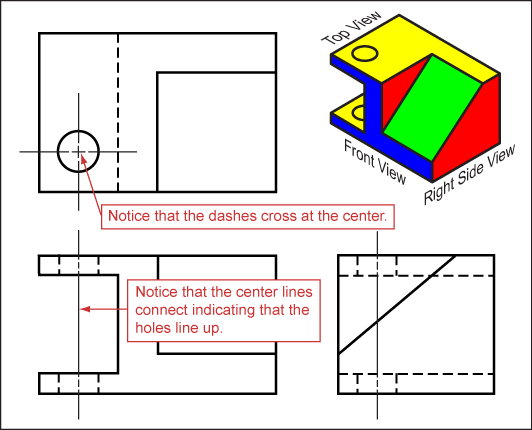 Top View
Front View
Right Side View
Notice that the dashes cross at the center.
Notice that the center lines
connect indicating that the
holes line up.